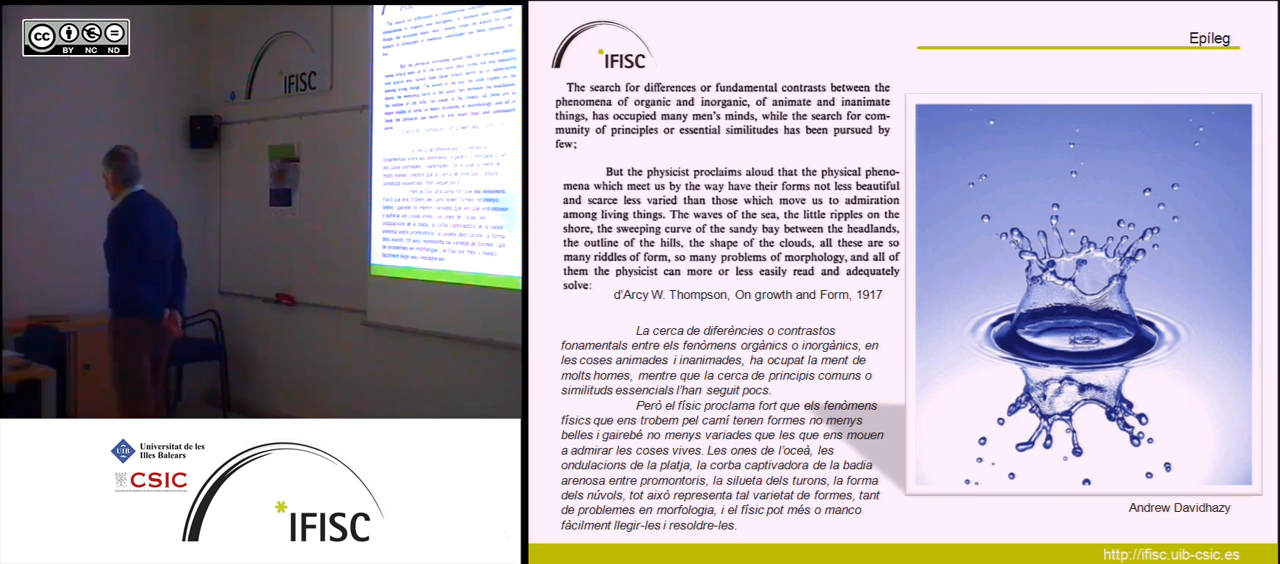 cc
BY NC ND
IFISC
UIB
Universitat de les
Illes Balears
CSIC
IFISC
IFISC
Epíleg
The search for differences or fundamental contrasts between the
phenomena of organic and inorganic, of animate and inanimate
things, has occupied many men's minds, while the search for com-
munity of principles or essential similitudes has been pursued by
few;
But the physicist proclaims aloud that the physical pheno-
mena which meet us by the way have their forms not less beautiful
and scarce less varied than those which move us to admiration
among living things. The waves of the sea, the little ripples on the
shore, the sweeping curve of the sandy bay between the headlands,
the outline of the hills, the shape of the clouds, all these are so
many riddles of form, so many problems of morphology, and all of
them the physicist can more or less easily read and adequately
solve:
d'Arcy W. Thompson, On growth and Form, 1917
La cerca de diferències o contrastos
fonamentals entre els fenòmens orgànics o inorgànics, en
les coses animades i inanimades, ha ocupat la ment de
molts homes, mentre que la cerca de principis comuns o
similituds essencials l'han seguit pocs.
Però el físic proclama fort que els fenòmens
físics que ens trobem pel camí tenen formes no menys
belles i gairebé no menys variades que les que ens mouen
a admirar les coses vives. Les ones de l'oceà, les
ondulacions de la platja, la corba captivadora de la badia
arenosa entre promontoris, la silueta dels turons, la forma
dels núvols, tot això representa tal varietat de formes, tant
de problemes en morfologia, i el físic pot més o manco
fàcilment llegir-les i resoldre-les.
Andrew Davidhazy
http://ifisc.uib-csic.es